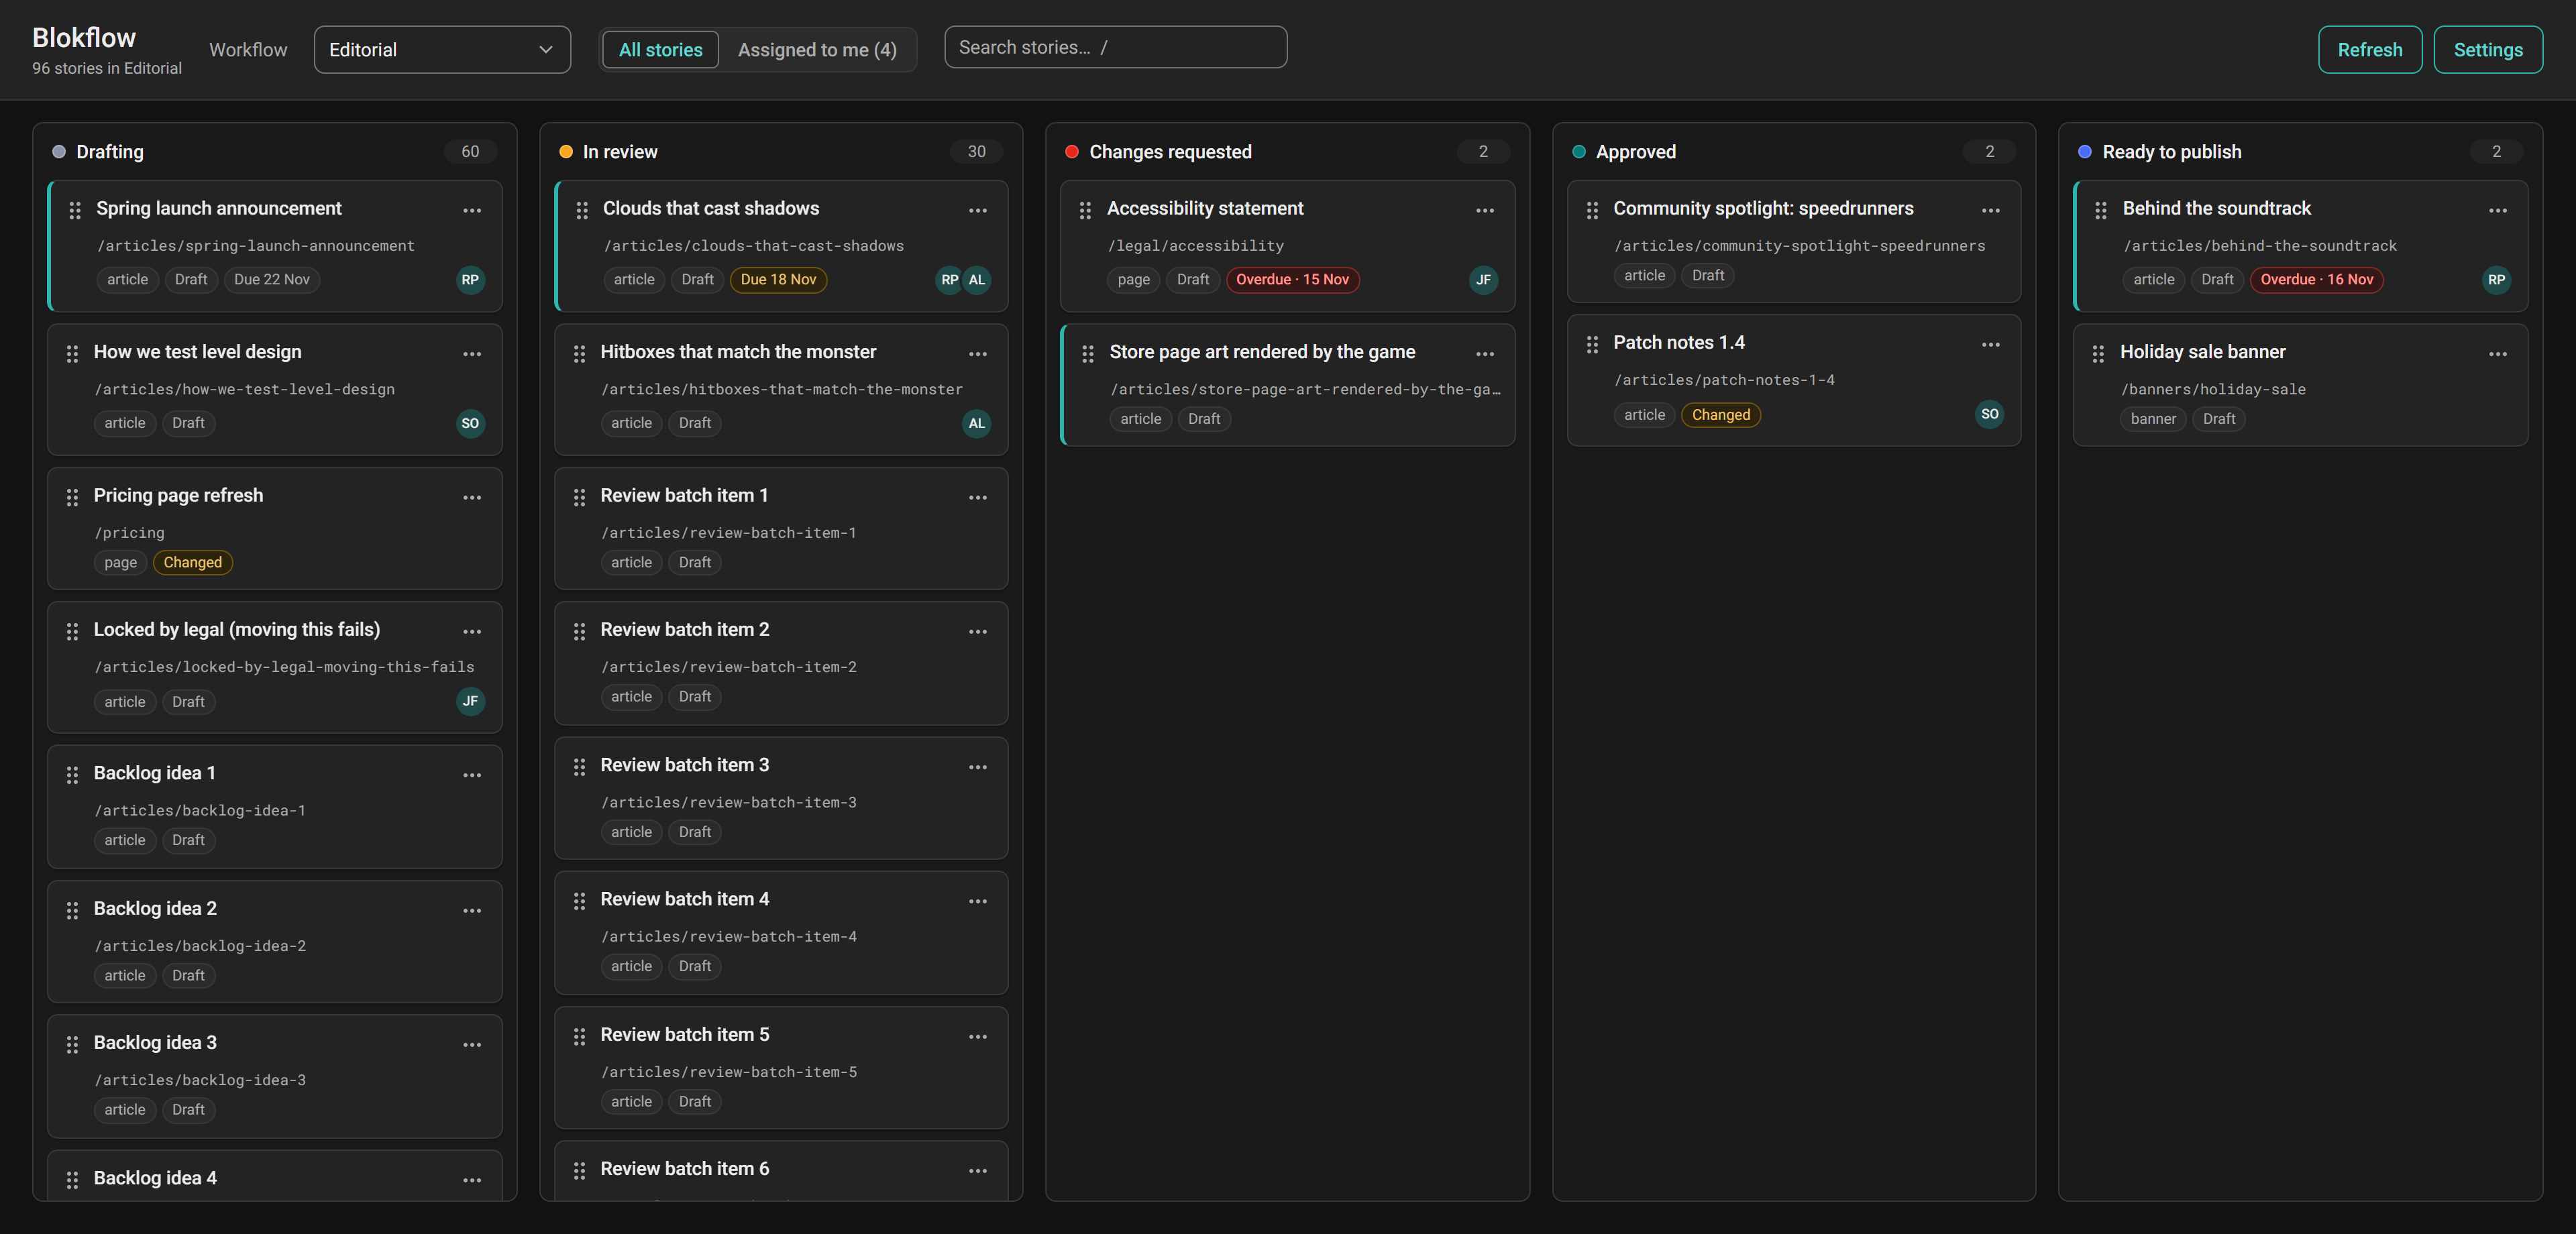 Blokflow
96 stories in Editorial
Workflow
Editorial
All stories
Assigned to me (4)
Search stories... /
Refresh
Settings
Drafting 60
Spring launch announcement
/articles/spring-launch-announcement
article Draft Due 22 Nov RP
How we test level design
/articles/how-we-test-level-design
article Draft SO
Pricing page refresh
/pricing
page Changed
Locked by legal (moving this fails)
/articles/locked-by-legal-moving-this-fails
article Draft JF
Backlog idea 1
/articles/backlog-idea-1
article Draft
Backlog idea 2
/articles/backlog-idea-2
article Draft
Backlog idea 3
/articles/backlog-idea-3
article Draft
Backlog idea 4
In review 30
Clouds that cast shadows
/articles/clouds-that-cast-shadows
article Draft Due 18 Nov RP AL
Hitboxes that match the monster
/articles/hitboxes-that-match-the-monster
article Draft AL
Review batch item 1
/articles/review-batch-item-1
article Draft
Review batch item 2
/articles/review-batch-item-2
article Draft
Review batch item 3
/articles/review-batch-item-3
article Draft
Review batch item 4
/articles/review-batch-item-4
article Draft
Review batch item 5
/articles/review-batch-item-5
article Draft
Review batch item 6
Changes requested 2
Accessibility statement
/legal/accessibility
page Draft Overdue · 15 Nov JF
Store page art rendered by the game
/articles/store-page-art-rendered-by-the-ga…
article Draft
Approved 2
Community spotlight: speedrunners
/articles/community-spotlight-speedrunners
article Draft
Patch notes 1.4
/articles/patch-notes-1-4
article Changed SO
Ready to publish 2
Behind the soundtrack
/articles/behind-the-soundtrack
article Draft Overdue · 16 Nov RP
Holiday sale banner
/banners/holiday-sale
banner Draft